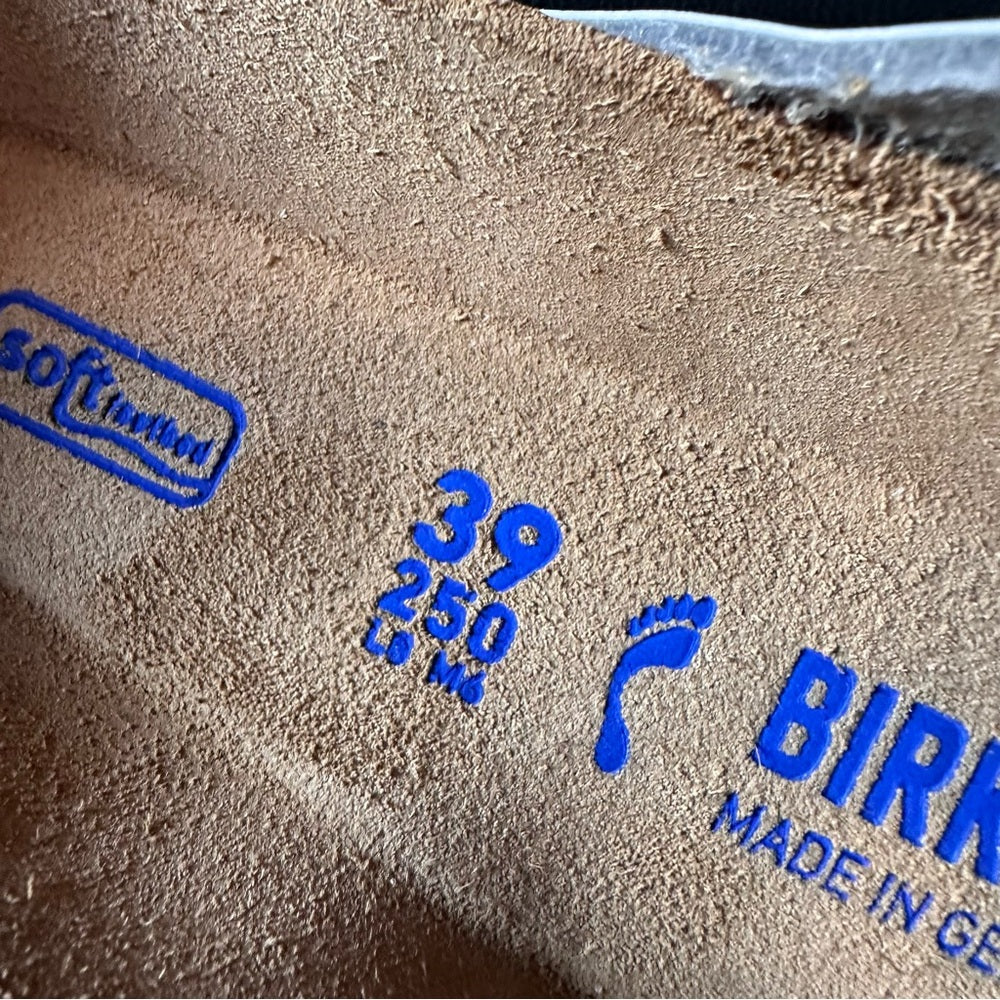 soft footbed
39
250
L8 M6
BIRK
MADE IN GE